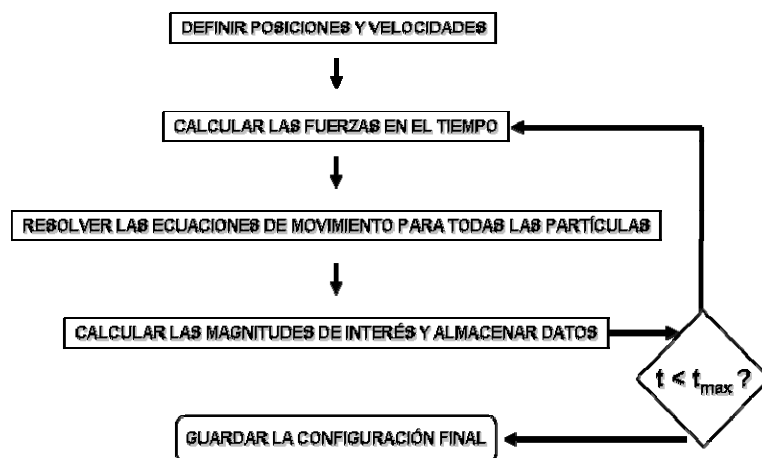 DEFINIR POSICIONES Y VELOCIDADES
CALCULAR LAS FUERZAS EN EL TIEMPO
RESOLVER LAS ECUACIONES DE MOVIMIENTO PARA TODAS LAS PARTÍCULAS
CALCULAR LAS MAGNITUDES DE INTERÉS Y ALMACENAR DATOS
t < tmax ?
GUARDAR LA CONFIGURACIÓN FINAL